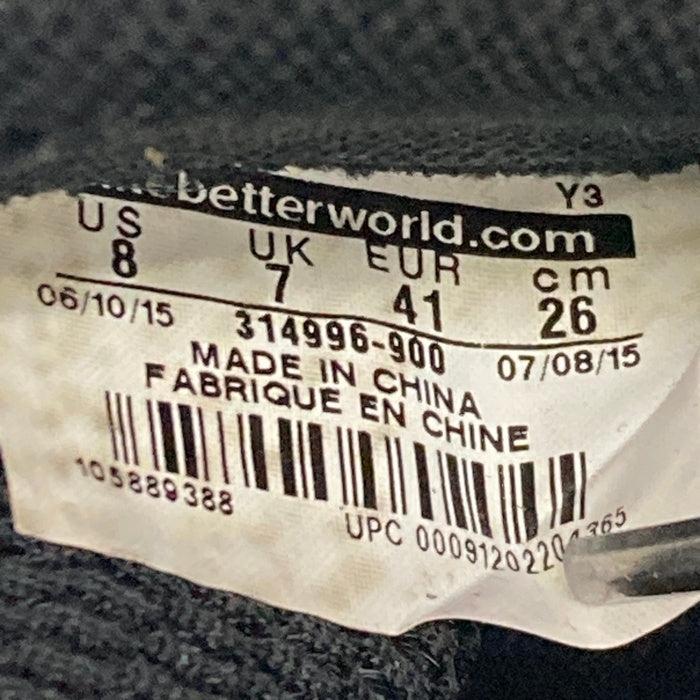 Y3
betterworld.com
US UK EUR cm
8 7 41 26
06/10/15 314996-900 07/08/15
MADE IN CHINA
FABRIQUE EN CHINE
105889388
UPC